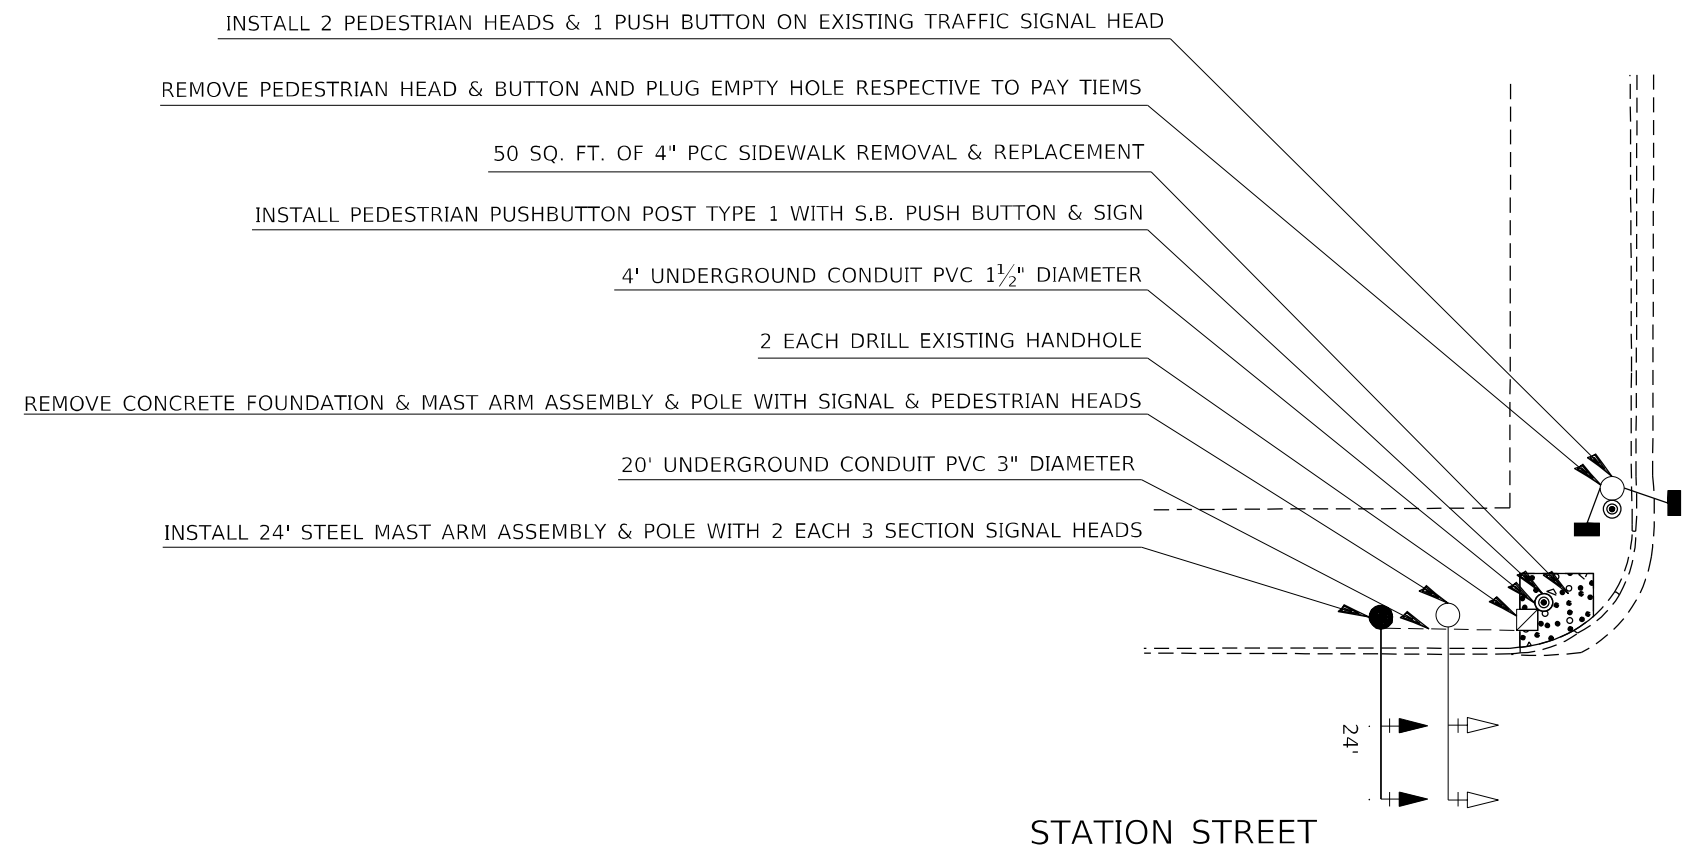 INSTALL 2 PEDESTRIAN HEADS & 1 PUSH BUTTON ON EXISTING TRAFFIC SIGNAL HEAD
REMOVE PEDESTRIAN HEAD & BUTTON AND PLUG EMPTY HOLE RESPECTIVE TO PAY TIEMS
50 SQ. FT. OF 4" PCC SIDEWALK REMOVAL & REPLACEMENT
INSTALL PEDESTRIAN PUSHBUTTON POST TYPE 1 WITH S.B. PUSH BUTTON & SIGN
4' UNDERGROUND CONDUIT PVC 1½" DIAMETER
2 EACH DRILL EXISTING HANDHOLE
REMOVE CONCRETE FOUNDATION & MAST ARM ASSEMBLY & POLE WITH SIGNAL & PEDESTRIAN HEADS
20' UNDERGROUND CONDUIT PVC 3" DIAMETER
INSTALL 24' STEEL MAST ARM ASSEMBLY & POLE WITH 2 EACH 3 SECTION SIGNAL HEADS
24'
STATION STREET